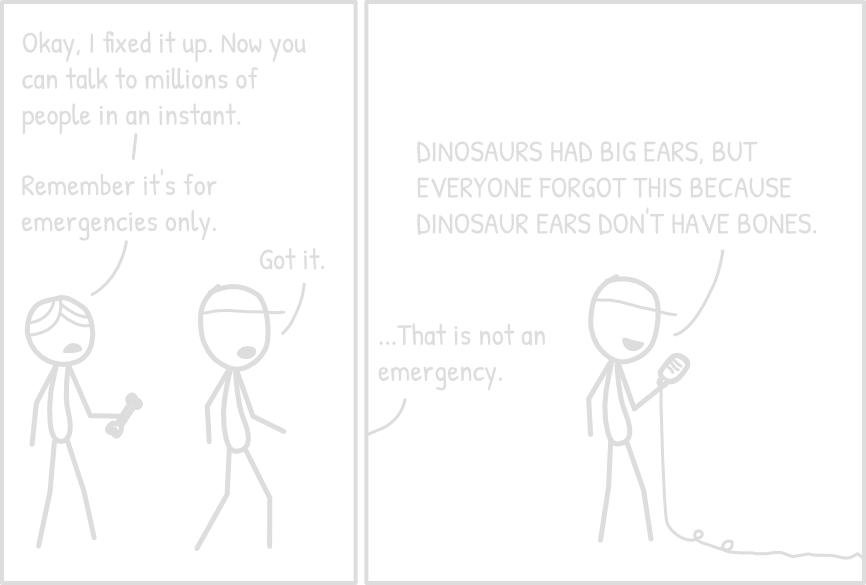 Okay, I fixed it up. Now you
can talk to millions of
people in an instant.
Remember it's for
emergencies only.
Got it.
DINOSAURS HAD BIG EARS, BUT
EVERYONE FORGOT THIS BECAUSE
DINOSAUR EARS DON'T HAVE BONES.
...That is not an
emergency.